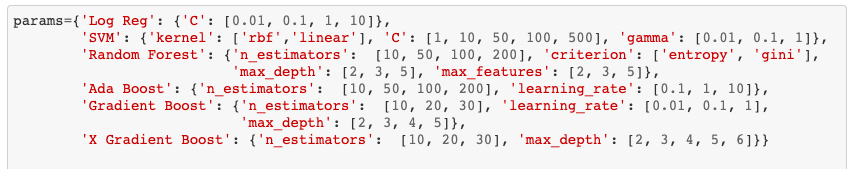 params={'Log Reg': {'C': [0.01, 0.1, 1, 10]},
'SVM': {'kernel': ['rbf','linear'], 'C': [1, 10, 50, 100, 500], 'gamma': [0.01, 0.1, 1]},
'Random Forest': {'n_estimators':  [10, 50, 100, 200], 'criterion': ['entropy', 'gini'],
'max_depth': [2, 3, 5], 'max_features': [2, 3, 5]},
'Ada Boost': {'n_estimators':  [10, 50, 100, 200], 'learning_rate': [0.1, 1, 10]},
'Gradient Boost': {'n_estimators':  [10, 20, 30], 'learning_rate': [0.01, 0.1, 1],
'max_depth': [2, 3, 4, 5]},
'X Gradient Boost': {'n_estimators':  [10, 20, 30], 'max_depth': [2, 3, 4, 5, 6]}}